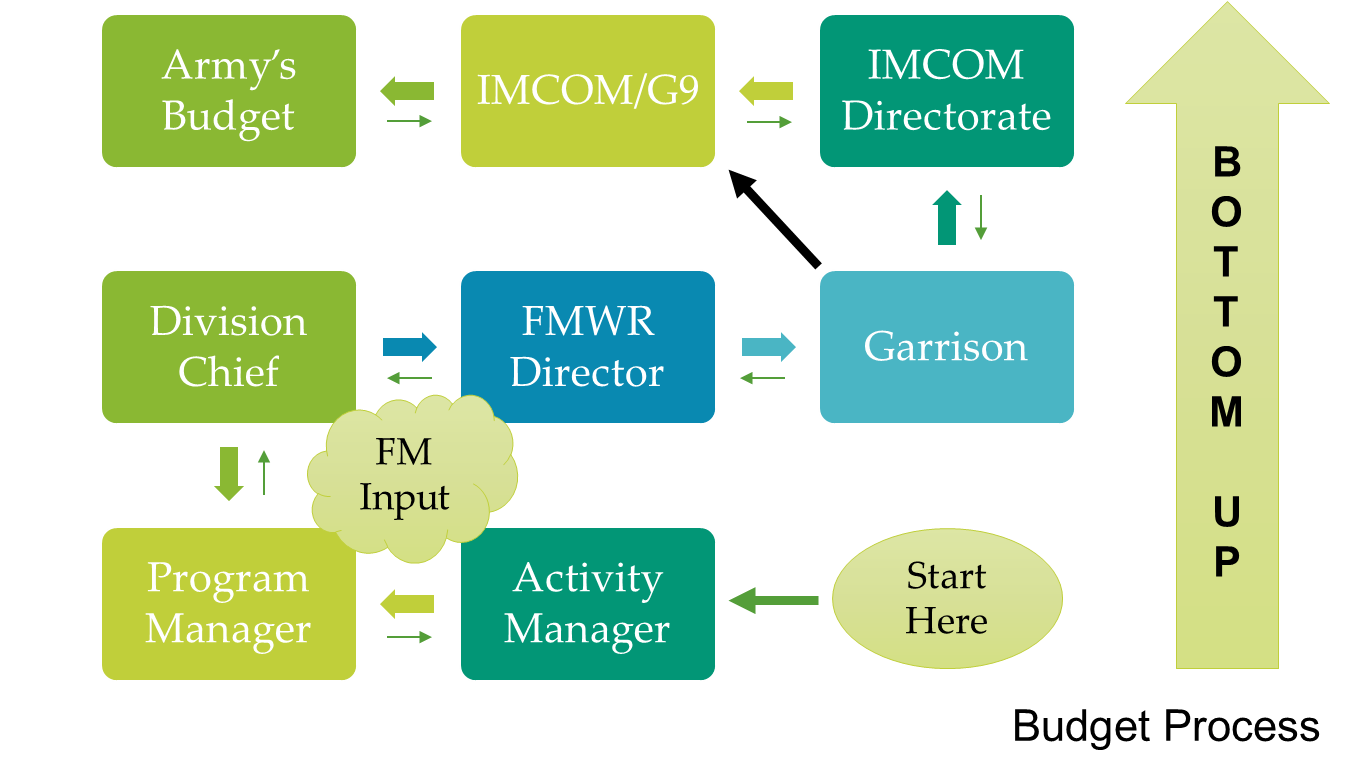 Army’s
Budget
IMCOM/G9
IMCOM
Directorate
Division
Chief
FMWR
Director
Garrison
FM
Input
Program
Manager
Activity
Manager
Start
Here
B
O
T
T
O
M
U
P
Budget Process